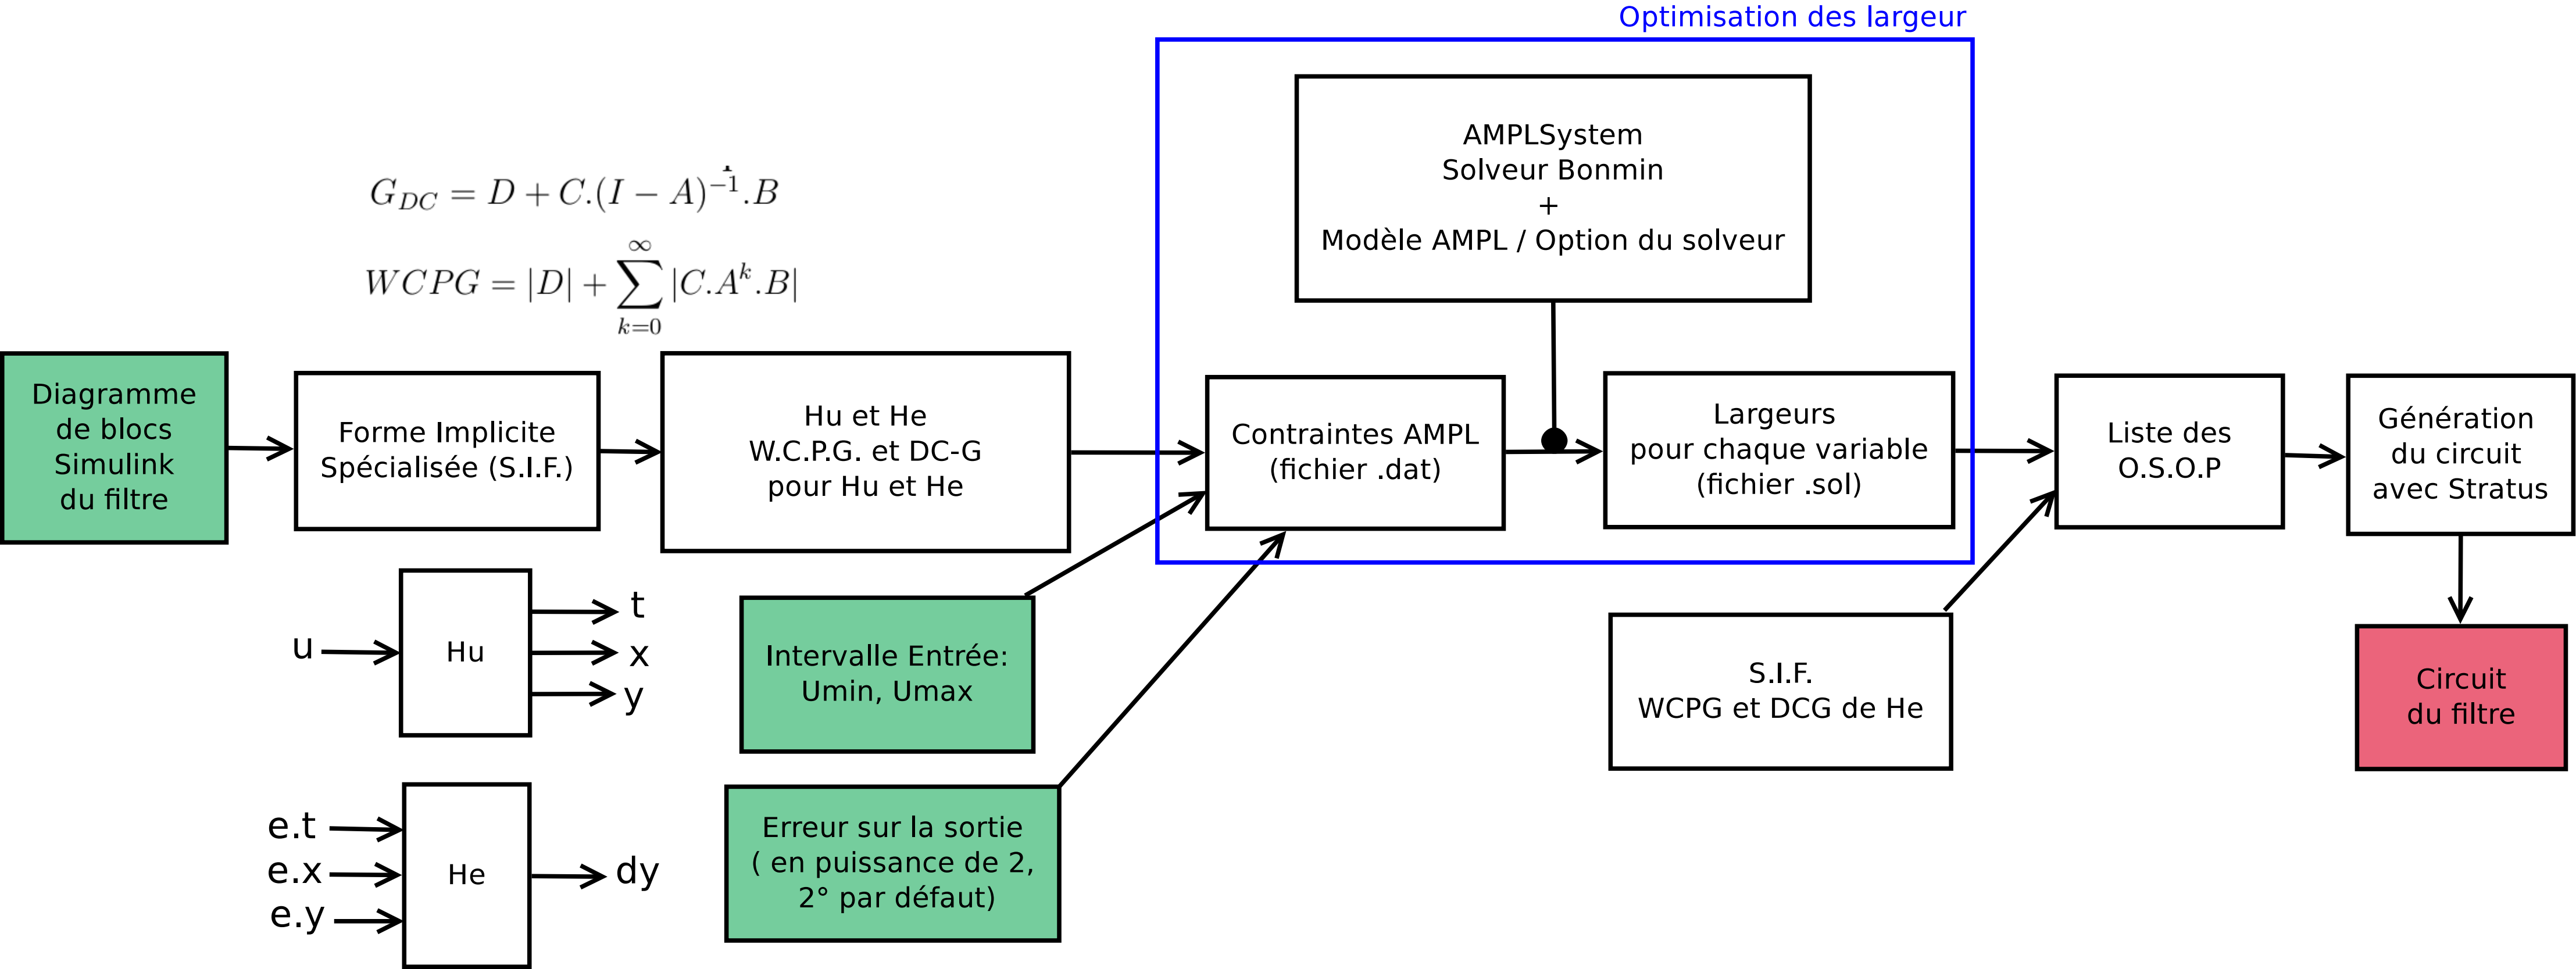 Optimisation des largeur
AMPLSystem
Solveur Bonmin
+
Modèle AMPL / Option du solveur
G_{DC} = D + C.(I − A)^{−1}.B
WCPG = |D| + \sum_{k=0}^{∞} |C.A^{k}.B|
Diagramme
de blocs
Simulink
du filtre
Forme Implicite
Spécialisée (S.I.F.)
Hu et He
W.C.P.G. et DC-G
pour Hu et He
Contraintes AMPL
(fichier .dat)
Largeurs
pour chaque variable
(fichier .sol)
Liste des
O.S.O.P
Génération
du circuit
avec Stratus
u
Hu
t
x
y
Intervalle Entrée:
Umin, Umax
S.I.F.
WCPG et DCG de He
Circuit
du filtre
e.t
e.x
e.y
He
dy
Erreur sur la sortie
( en puissance de 2,
2° par défaut)